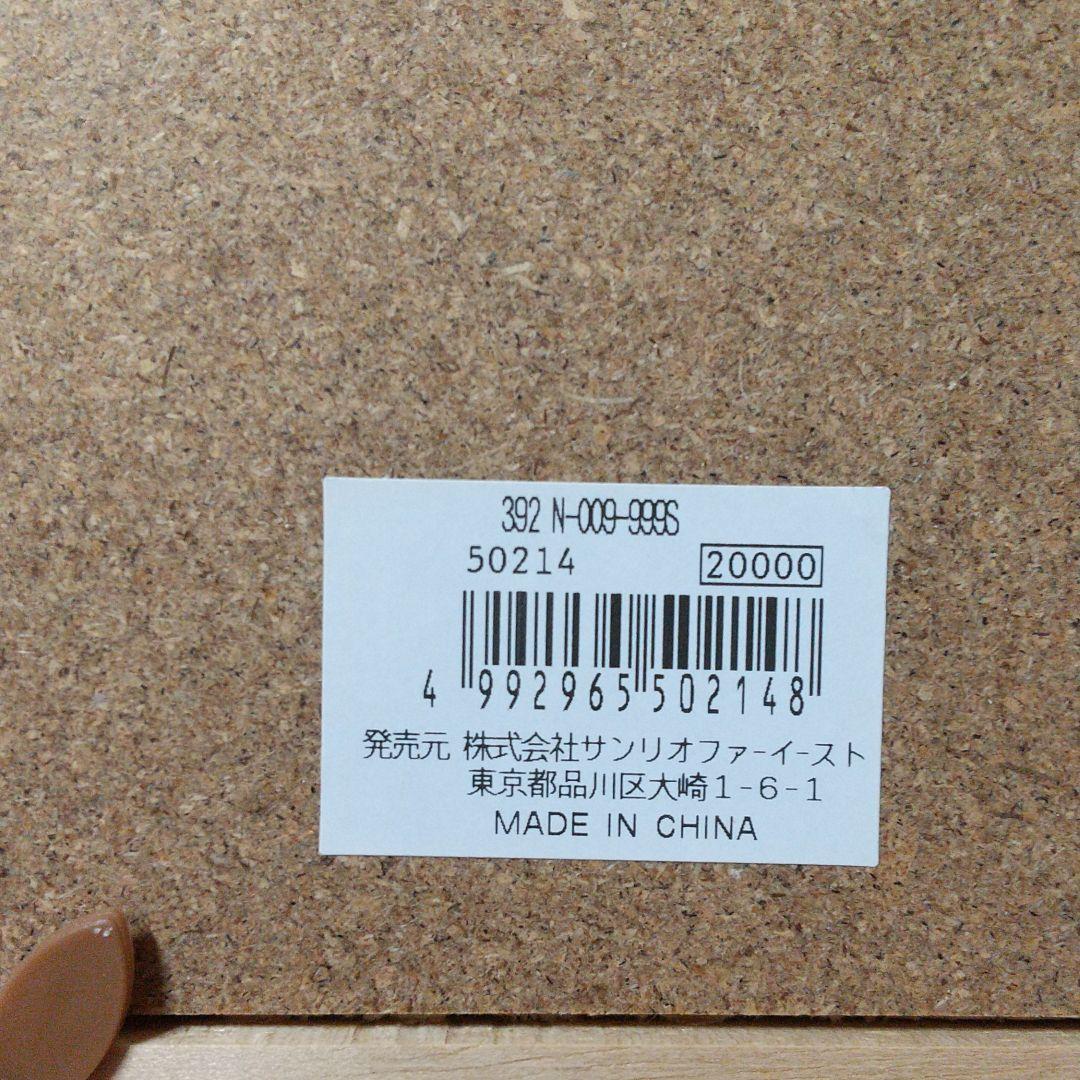 392 N-009-999S
50214 20000
4 992965 502148
発売元 株式会社サンリオファーイースト
東京都品川区大崎1-6-1
MADE IN CHINA